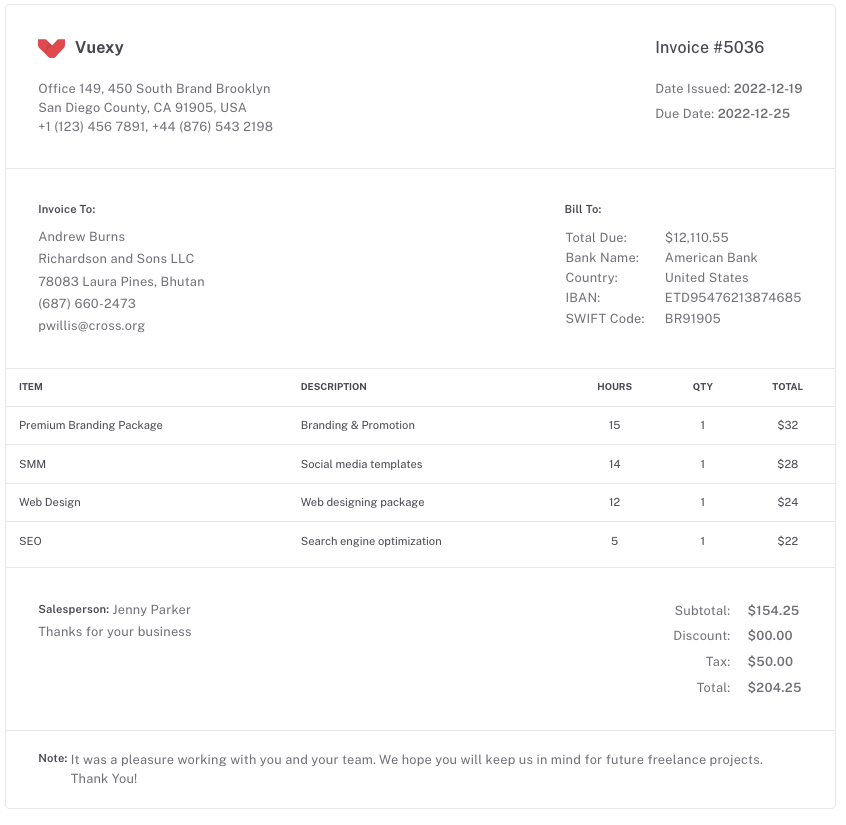 Vuexy
Office 149, 450 South Brand Brooklyn
San Diego County, CA 91905, USA
+1 (123) 456 7891, +44 (876) 543 2198
Invoice #5036
Date Issued: 2022-12-19
Due Date: 2022-12-25
Invoice To:
Andrew Burns
Richardson and Sons LLC
78083 Laura Pines, Bhutan
(687) 660-2473
pwillis@cross.org
Bill To:
Total Due: $12,110.55
Bank Name: American Bank
Country: United States
IBAN: ETD95476213874685
SWIFT Code: BR91905
ITEM DESCRIPTION HOURS QTY TOTAL
Premium Branding Package Branding & Promotion 15 1 $32
SMM Social media templates 14 1 $28
Web Design Web designing package 12 1 $24
SEO Search engine optimization 5 1 $22
Salesperson: Jenny Parker
Thanks for your business
Subtotal: $154.25
Discount: $00.00
Tax: $50.00
Total: $204.25
Note: It was a pleasure working with you and your team. We hope you will keep us in mind for future freelance projects.
Thank You!